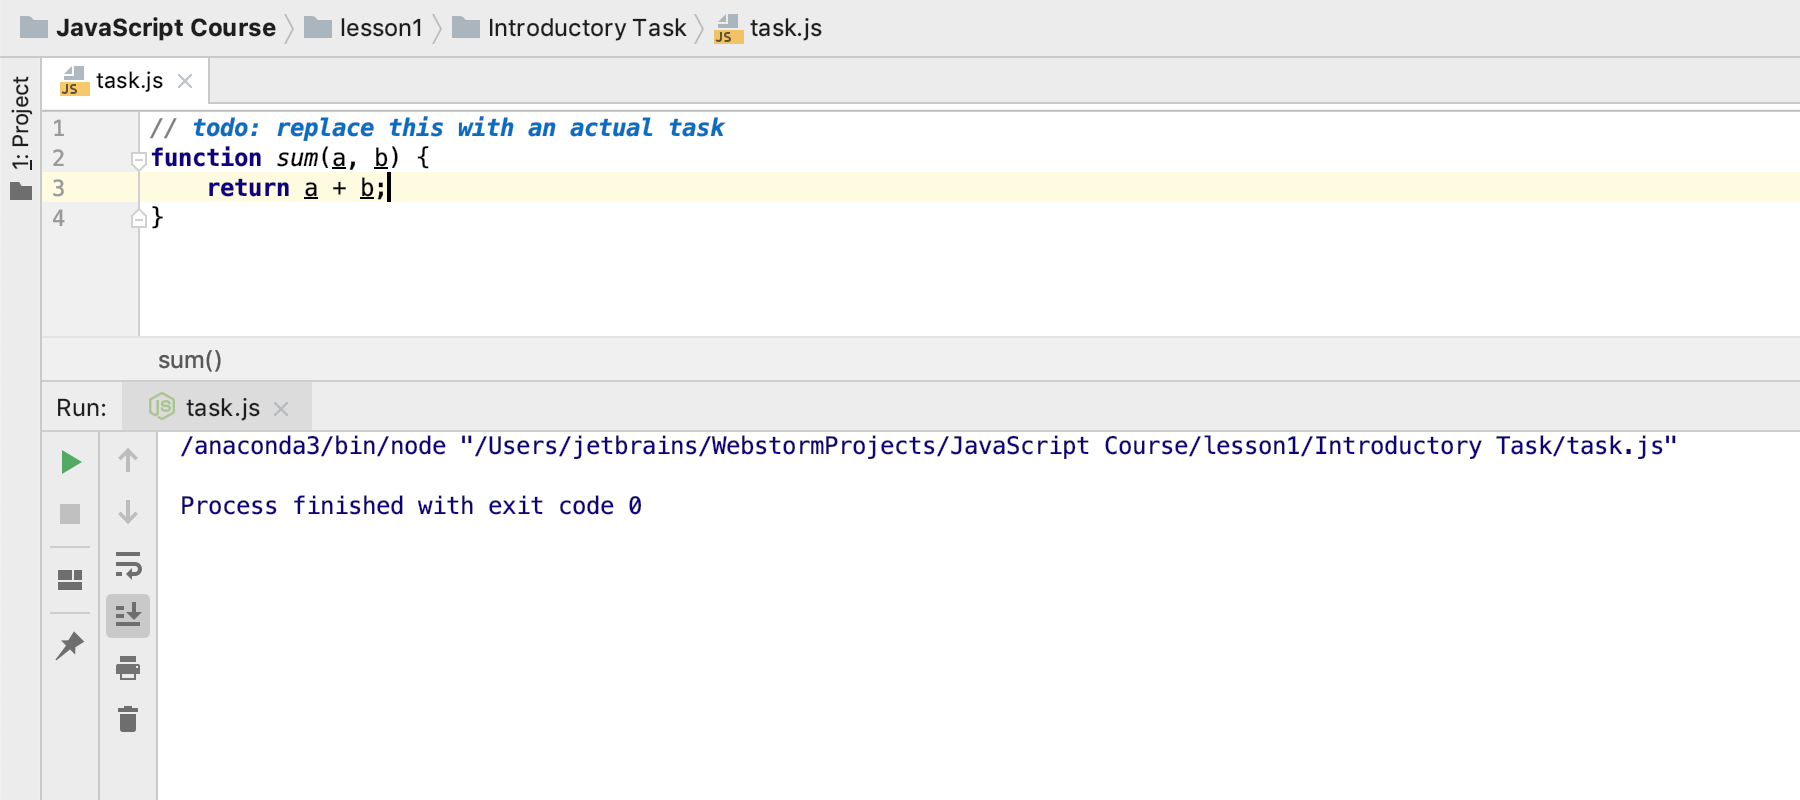 JavaScript Course lesson1 Introductory Task JS task.js
1: Project
JS task.js
1 // todo: replace this with an actual task
2 function sum(a, b) {
3     return a + b;
4 }
sum()
Run: JS task.js
/anaconda3/bin/node "/Users/jetbrains/WebstormProjects/JavaScript Course/lesson1/Introductory Task/task.js"
Process finished with exit code 0